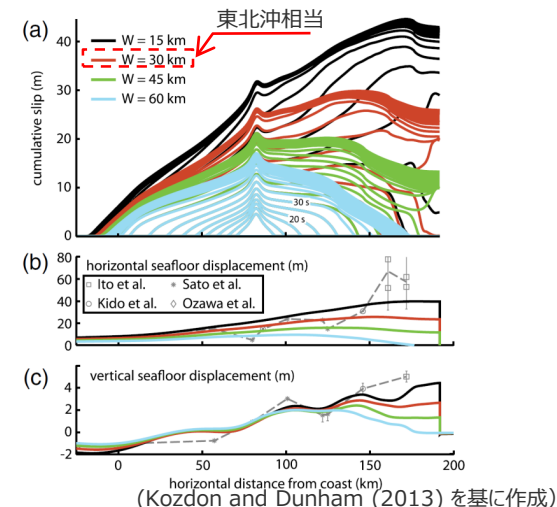 東北沖相当
(a)
W = 15 km
W = 30 km
W = 45 km
W = 60 km
cumulative slip (m)
40
30
20
10
0
30 s
20 s
(b)
horizontal seafloor displacement (m)
Ito et al.
Sato et al.
Kido et al.
Ozawa et al.
80
60
40
20
0
(c)
vertical seafloor displacement (m)
6
4
2
0
-2
0
50
100
150
200
horizontal distance from coast (km)
(Kozdon and Dunham (2013) を基に作成)